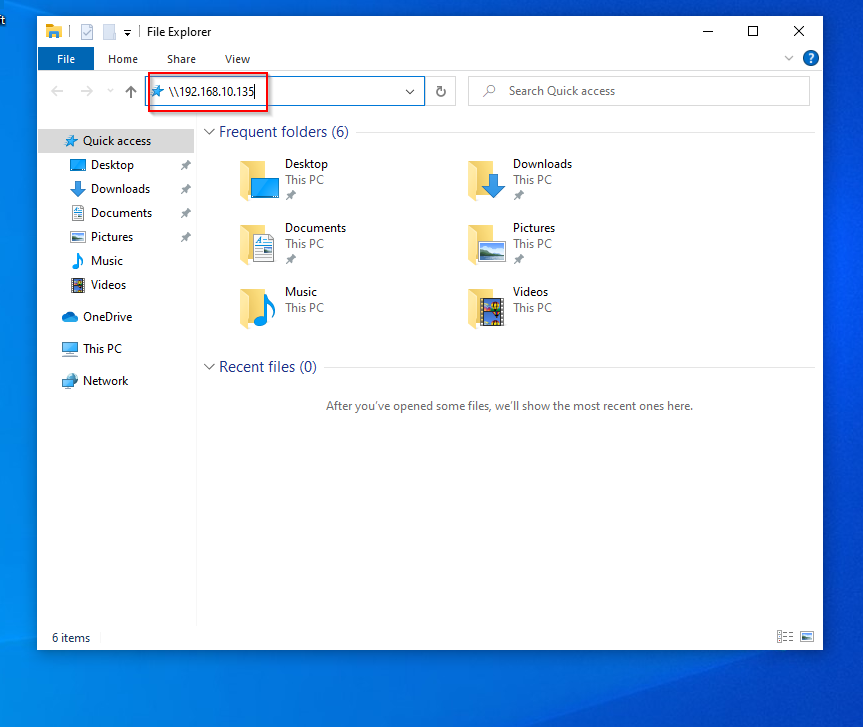 ft
File Explorer
File Home Share View
?
\\192.168.10.135
Search Quick access
Quick access
Desktop
Downloads
Documents
Pictures
Music
Videos
OneDrive
This PC
Network
Frequent folders (6)
Desktop
This PC
Downloads
This PC
Documents
This PC
Pictures
This PC
Music
This PC
Videos
This PC
Recent files (0)
After you've opened some files, we'll show the most recent ones here.
6 items